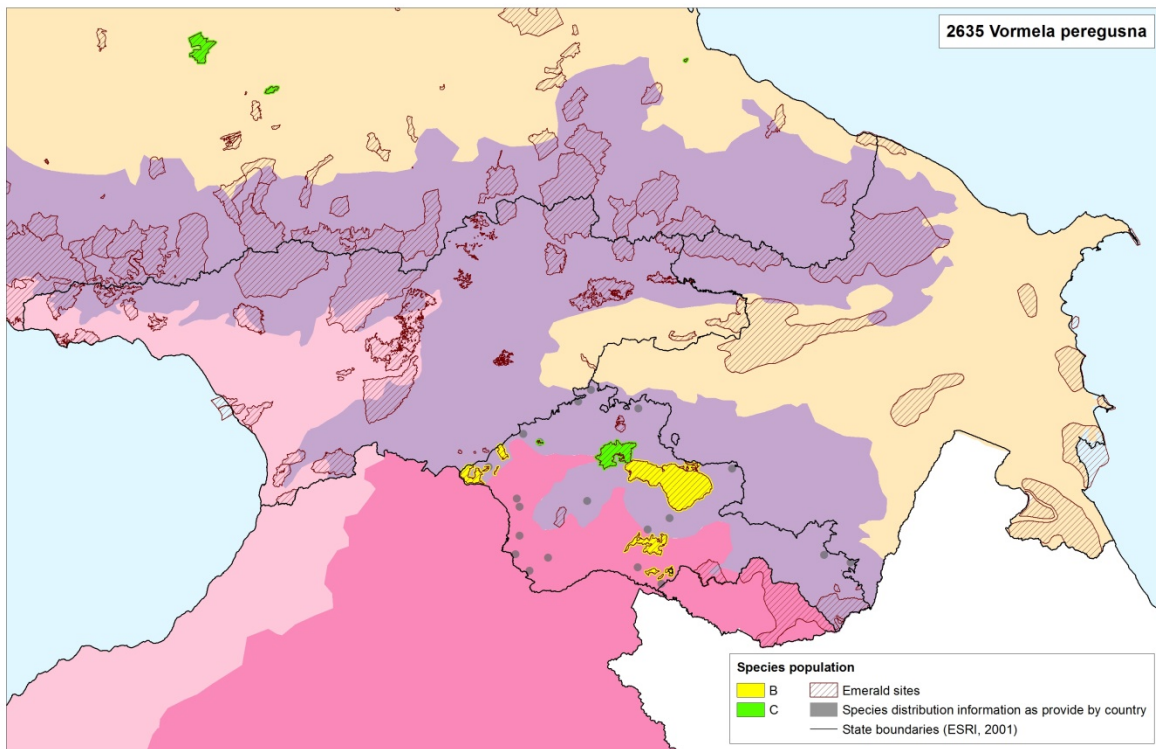 2635 Vormela peregusna
Species population
B
Emerald sites
C
Species distribution information as provide by country
State boundaries (ESRI, 2001)